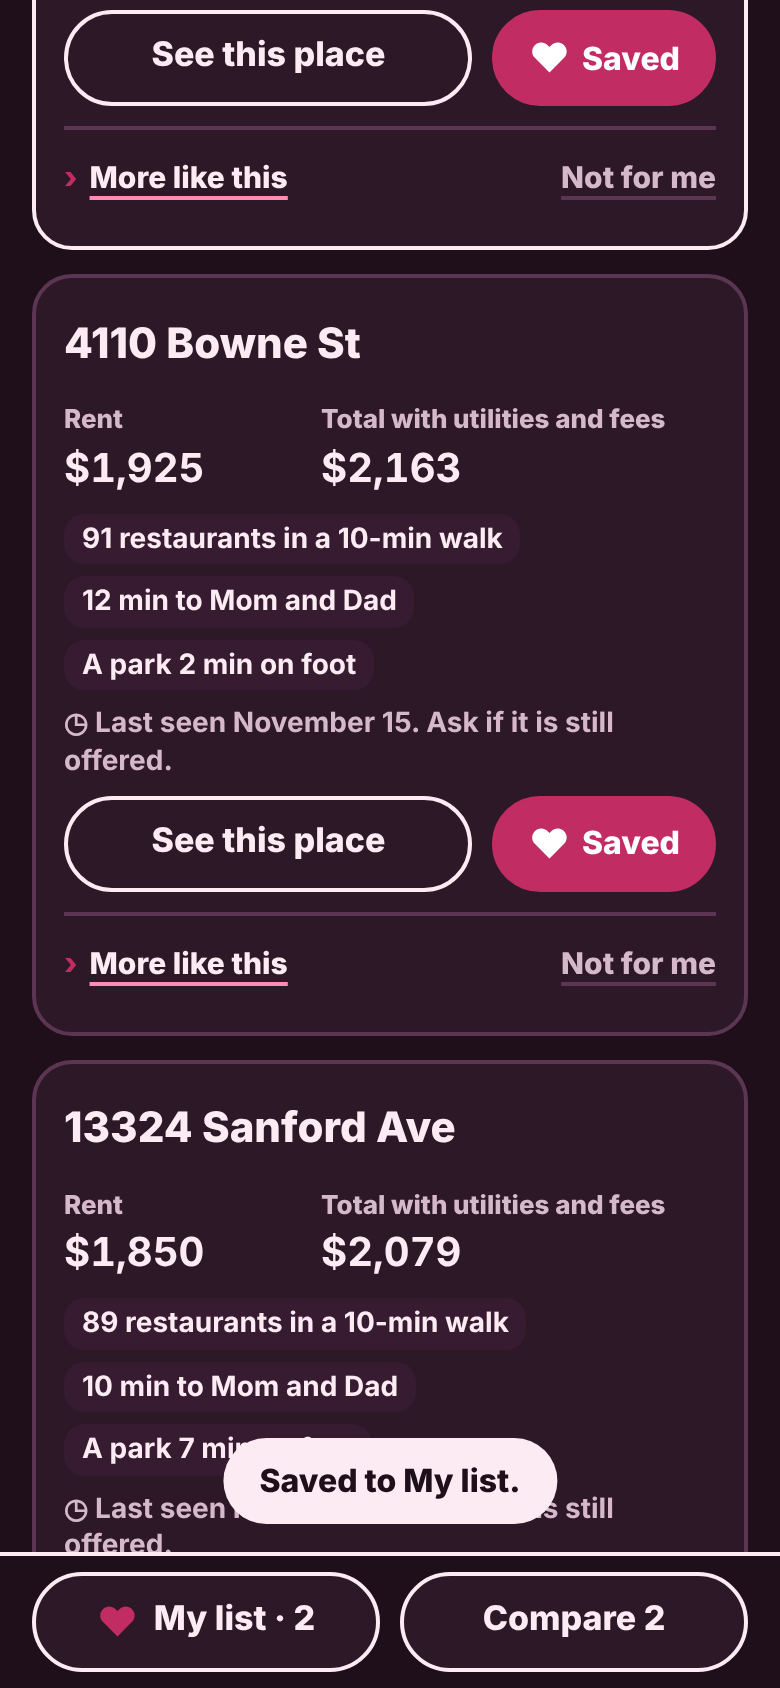 See this place
Saved
› More like this
Not for me
4110 Bowne St
Rent
Total with utilities and fees
$1,925
$2,163
91 restaurants in a 10-min walk
12 min to Mom and Dad
A park 2 min on foot
Last seen November 15. Ask if it is still
offered.
See this place
Saved
› More like this
Not for me
13324 Sanford Ave
Rent
Total with utilities and fees
$1,850
$2,079
89 restaurants in a 10-min walk
10 min to Mom and Dad
A park 7
Saved to My list.
Last seen
still
offered.
My list · 2
Compare 2